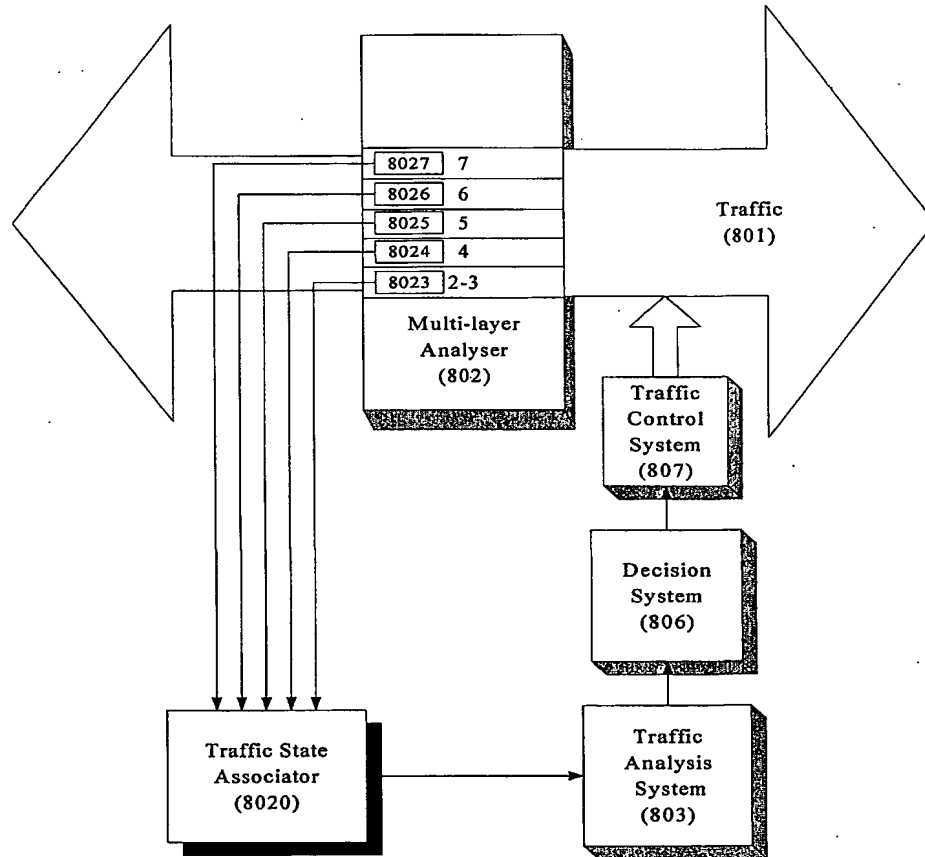 8027 7
8026 6
8025 5
8024 4
8023 2-3
Multi-layer
Analyser
(802)
Traffic
(801)
Traffic
Control
System
(807)
Decision
System
(806)
Traffic State
Associator
(8020)
Traffic
Analysis
System
(803)